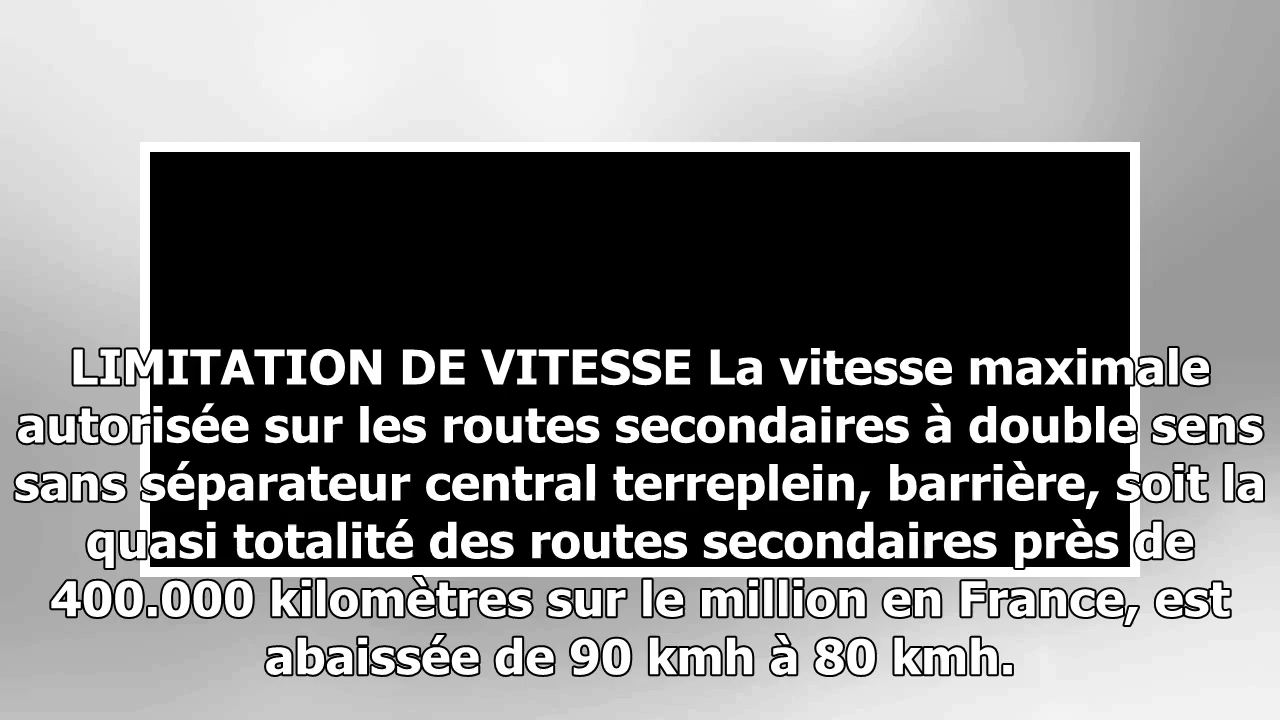 LIMITATION DE VITESSE La vitesse maximale
autorisée sur les routes secondaires à double sens
sans séparateur central terreplein, barrière, soit la
quasi totalité des routes secondaires près de
400.000 kilomètres sur le million en France, est
abaissée de 90 kmh à 80 kmh.